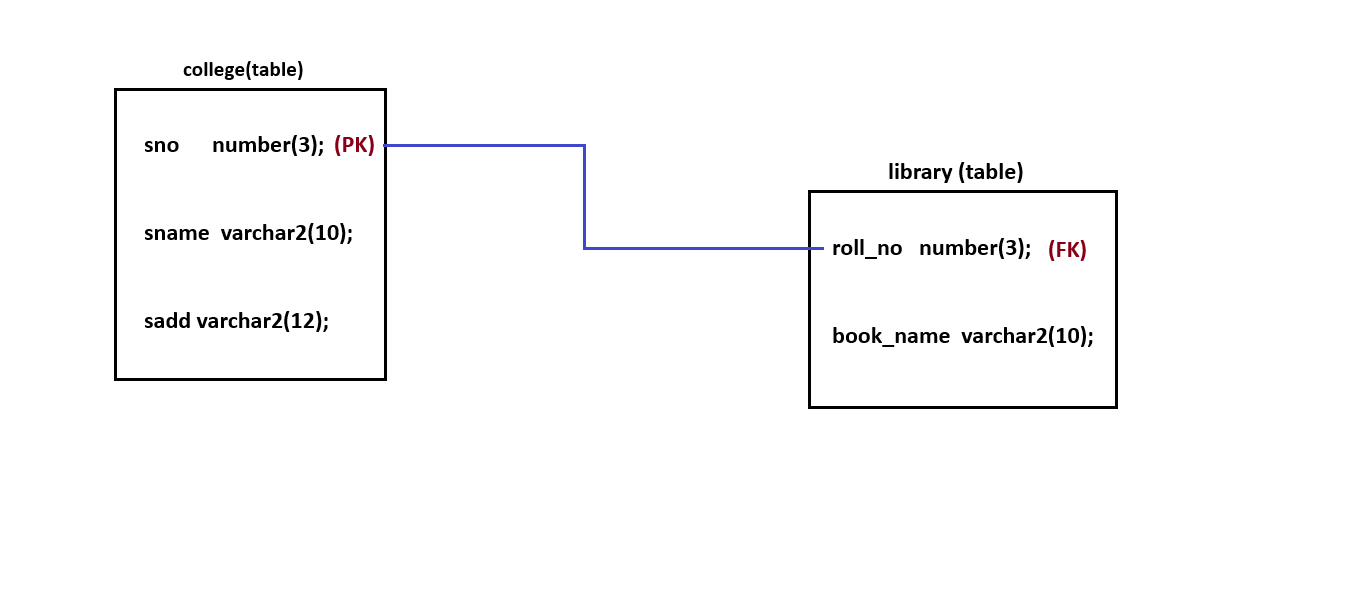 college(table)
sno number(3); (PK)
sname varchar2(10);
sadd varchar2(12);
library (table)
roll_no number(3); (FK)
book_name varchar2(10);